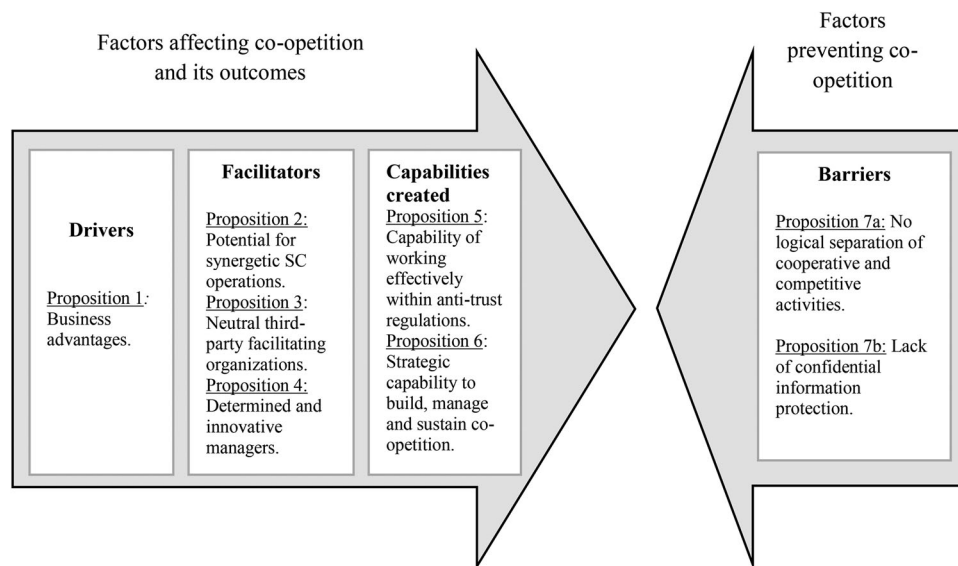 Factors affecting co-opetition
and its outcomes
Factors
preventing co-
opetition
Drivers
Proposition 1:
Business
advantages.
Facilitators
Proposition 2:
Potential for
synergetic SC
operations.
Proposition 3:
Neutral third-
party facilitating
organizations.
Proposition 4:
Determined and
innovative
managers.
Capabilities
created
Proposition 5:
Capability of
working
effectively
within anti-trust
regulations.
Proposition 6:
Strategic
capability to
build, manage
and sustain co-
opetition.
Barriers
Proposition 7a: No
logical separation of
cooperative and
competitive
activities.
Proposition 7b: Lack
of confidential
information
protection.